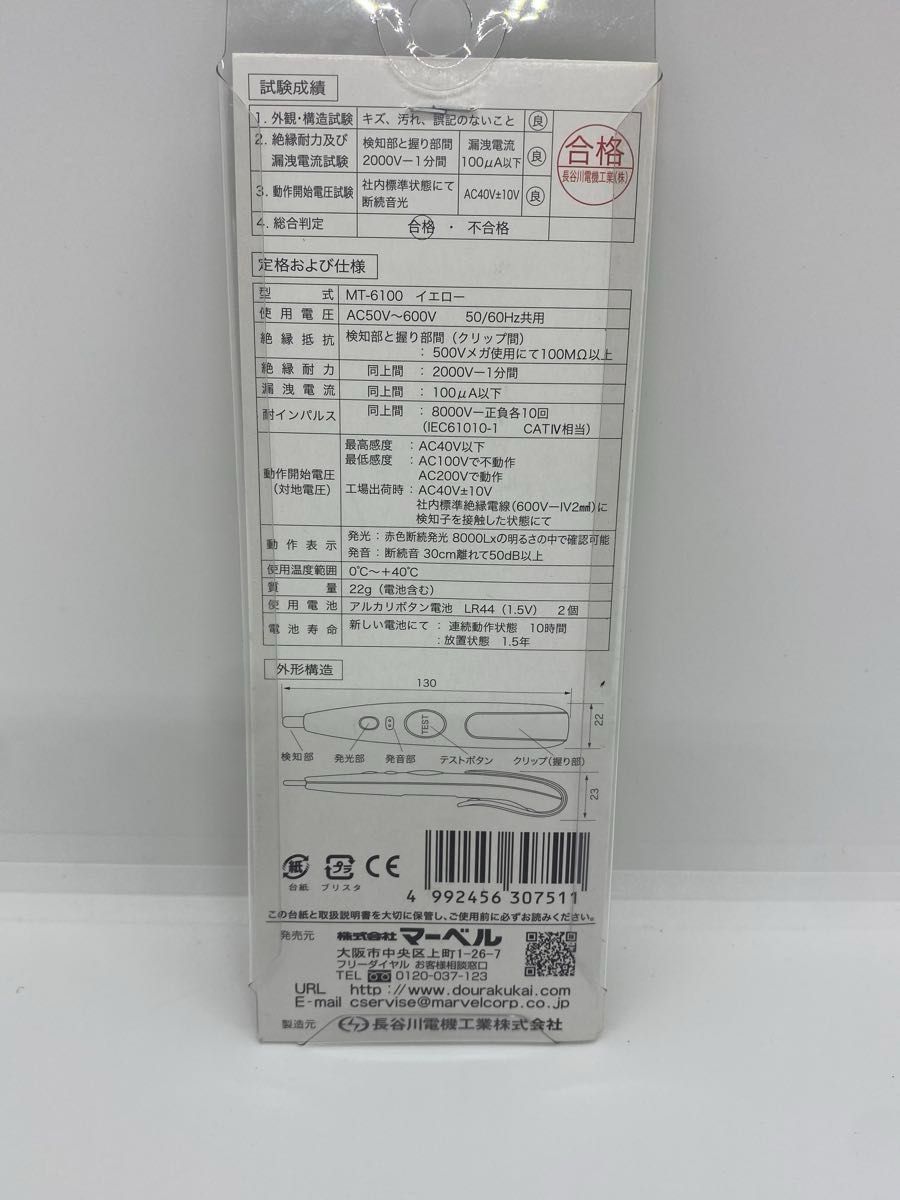 試験成績
1. 外観・構造試験 キズ、汚れ、誤記のないこと 良
2. 絶縁耐力及び 検知部と握り部間 漏洩電流 良
漏洩電流試験 2000V－1分間 100μA以下
合格
長谷川電機工業(株)
3. 動作開始電圧試験 社内標準状態にて AC40V±10V 良
断続音光
4. 総合判定 合格 ・ 不合格
定格および仕様
型式 MT-6100 イエロー
使用電圧 AC50V～600V 50/60Hz共用
絶縁抵抗 検知部と握り部間（クリップ間）
：500Vメガ使用にて100MΩ以上
絶縁耐力 同上間 ：2000V－1分間
漏洩電流 同上間 ：100μA以下
耐インパルス 同上間 ：8000V－正負各10回
（IEC61010-1 CATⅣ相当）
動作開始電圧
（対地電圧）
最高感度 ：AC40V以下
最低感度 ：AC100Vで不動作
AC200Vで動作
工場出荷時：AC40V±10V
社内標準絶縁電線（600V－IV2㎟）に
検知子を接触した状態にて
動作表示 発光：赤色断続発光 8000Lxの明るさの中で確認可能
発音：断続音 30cm離れて50dB以上
使用温度範囲 0℃～＋40℃
質量 22g（電池含む）
使用電池 アルカリボタン電池 LR44（1.5V） 2個
電池寿命 新しい電池にて：連続動作状態 10時間
：放置状態 1.5年
外形構造
130
22
TEST
検知部 発光部 発音部 テストボタン クリップ（握り部）
23
紙 プラ CE
台紙 ブリスタ
4 992456 307511
この台紙と取扱説明書を大切に保管し、ご使用前に必ずお読みください。
発売元 株式会社マーベル
大阪市中央区上町1-26-7
フリーダイヤル お客様相談窓口
TEL 0120-037-123
URL http://www.dourakukai.com
E-mail cservise@marvelcorp.co.jp
製造元 長谷川電機工業株式会社